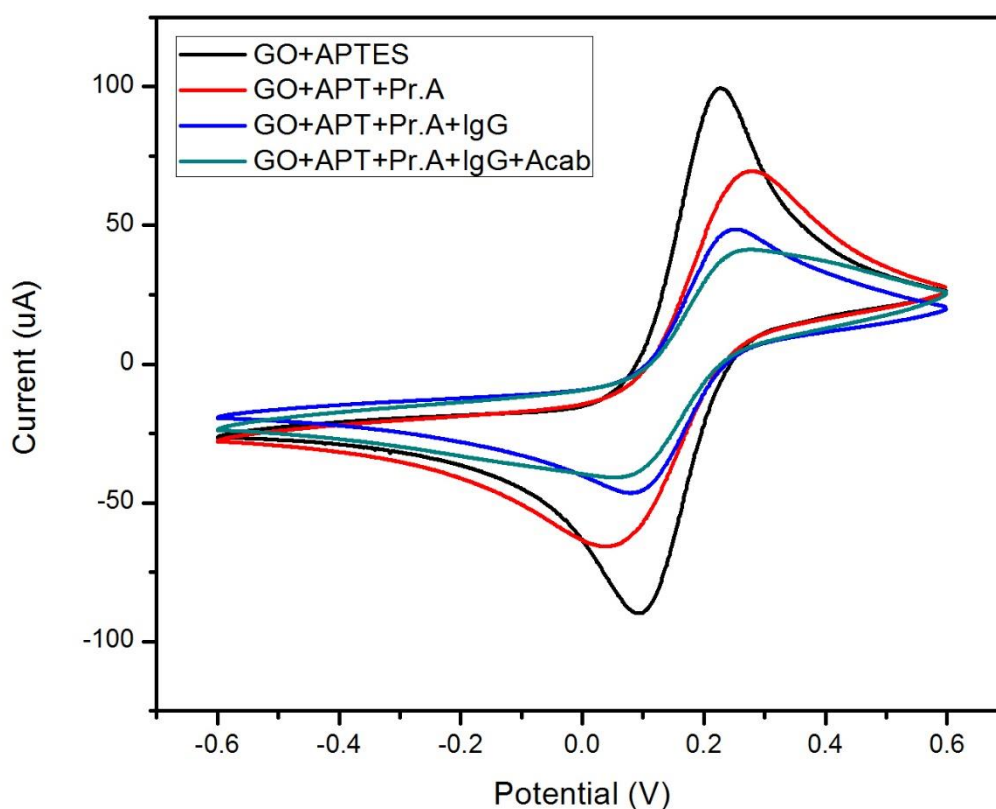 GO+APTES
GO+APT+Pr.A
GO+APT+Pr.A+IgG
GO+APT+Pr.A+IgG+Acab
100
50
0
-50
-100
Current (uA)
-0.6 -0.4 -0.2 0.0 0.2 0.4 0.6
Potential (V)